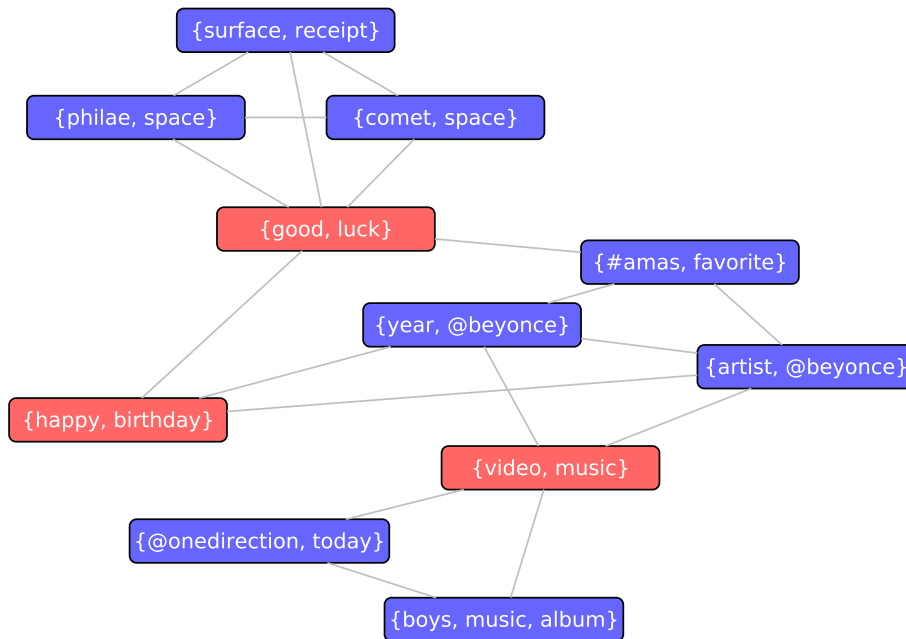 {surface, receipt}
{philae, space}
{comet, space}
{good, luck}
{#amas, favorite}
{year, @beyonce}
{artist, @beyonce}
{happy, birthday}
{video, music}
{@onedirection, today}
{boys, music, album}